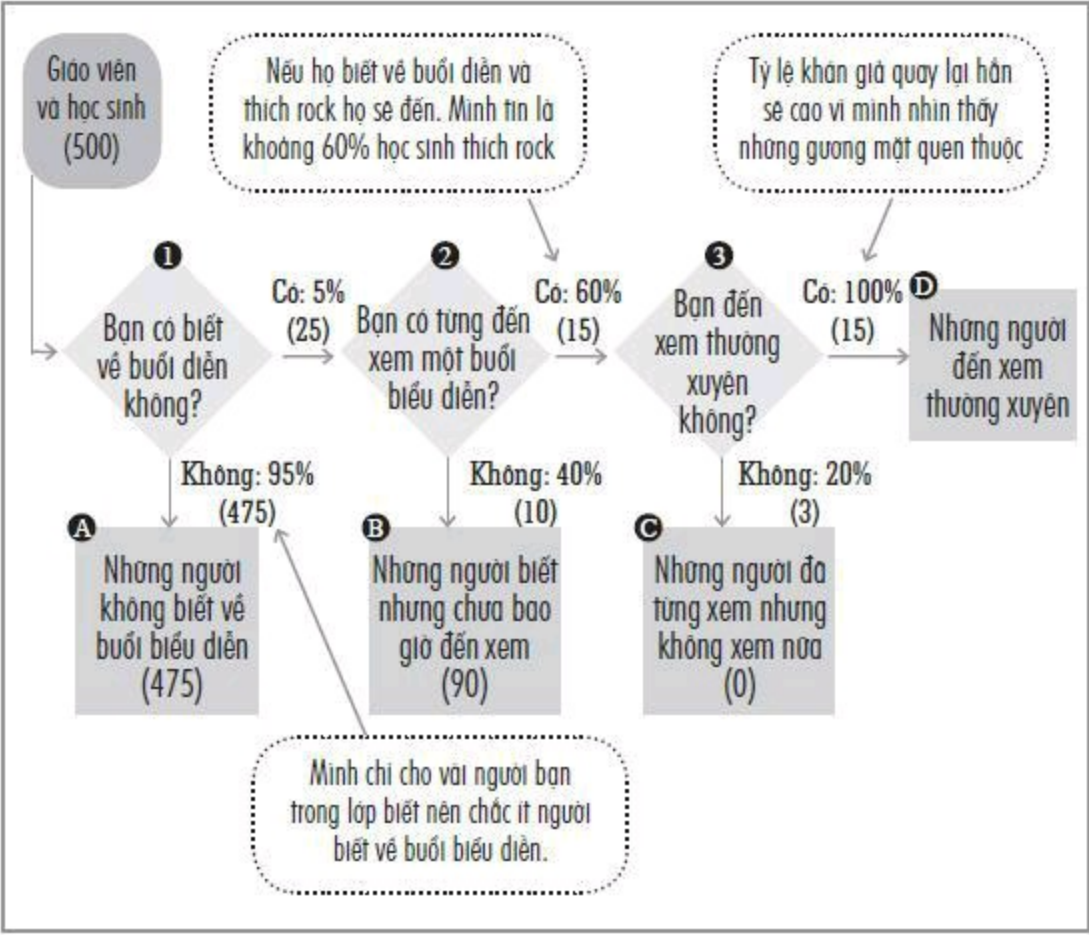 Giáo viên
và học sinh
(500)
Nếu họ biết về buổi diễn và
thích rock họ sẽ đến. Mình tin là
khoảng 60% học sinh thích rock
Tỷ lệ khán giả quay lại hẳn
sẽ cao vì mình nhìn thấy
những gương mặt quen thuộc
1
Bạn có biết
về buổi diễn
không?
Có: 5%
(25)
2
Bạn có từng đến
xem một buổi
biểu diễn?
Có: 60%
(15)
3
Bạn đến
xem thường
xuyên
không?
Có: 100%
(15)
D
Những người
đến xem
thường xuyên
Không: 95%
(475)
A
Những người
không biết về
buổi biểu diễn
(475)
Không: 40%
(10)
B
Những người biết
nhưng chưa bao
giờ đến xem
(90)
Không: 20%
(3)
C
Những người đã
từng xem nhưng
không xem nữa
(0)
Mình chỉ cho vài người bạn
trong lớp biết nên chắc ít người
biết về buổi biểu diễn.